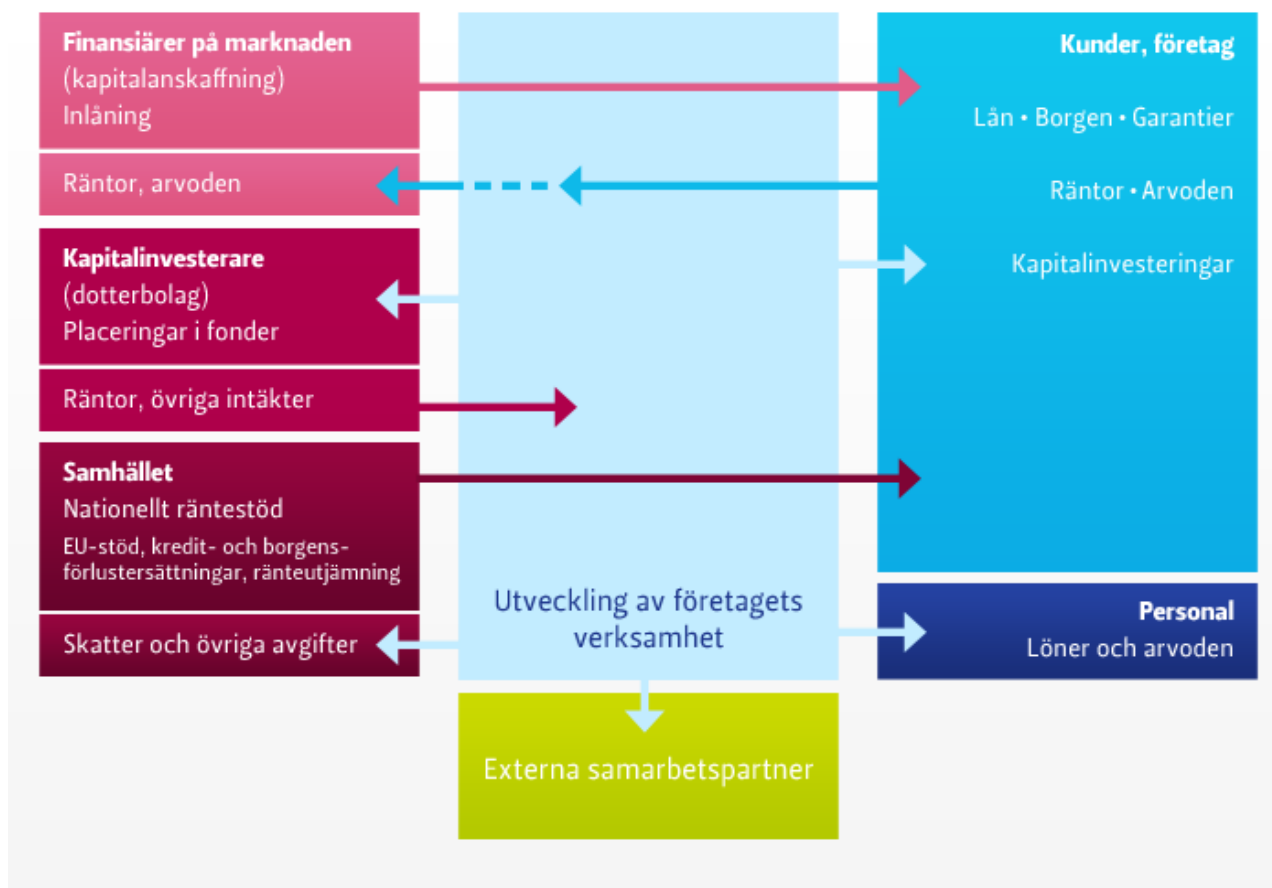 Finansiärer på marknaden
(kapitalanskaffning)
Inlåning
Räntor, arvoden
Kapitalinvesterare
(dotterbolag)
Placeringar i fonder
Räntor, övriga intäkter
Samhället
Nationellt räntestöd
EU-stöd, kredit- och borgens-
förlustersättningar, ränteutjämning
Skatter och övriga avgifter
Utveckling av företagets
verksamhet
Externa samarbetspartner
Kunder, företag
Lån • Borgen • Garantier
Räntor • Arvoden
Kapitalinvesteringar
Personal
Löner och arvoden